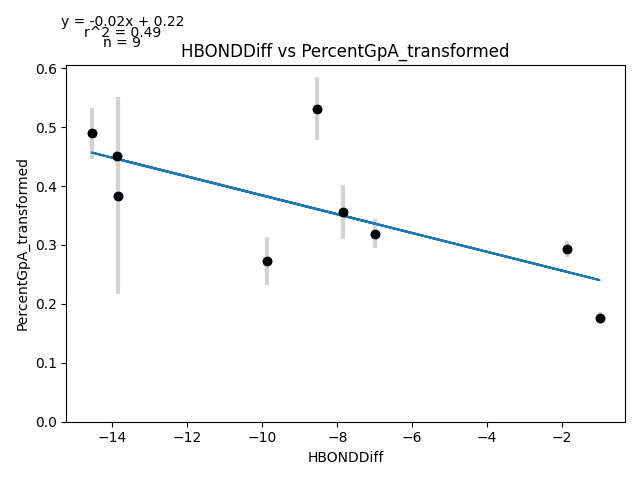 y = -0.02x + 0.22
r^2 = 0.49
n = 9
HBONDDiff vs PercentGpA_transformed
PercentGpA_transformed
0.6
0.5
0.4
0.3
0.2
0.1
0.0
−14
−12
−10
−8
−6
−4
−2
HBONDDiff